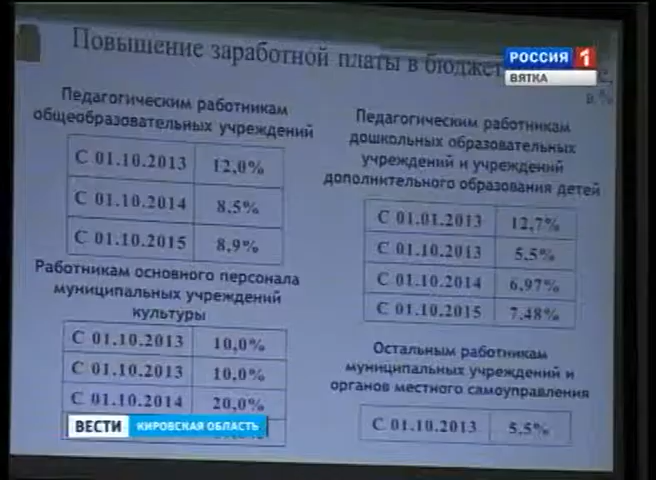 Повышение заработной платы в
РОССИЯ 1
ВЯТКА
в %
Педагогическим работникам
общеобразовательных учреждений
С 01.10.2013 12,0%
С 01.10.2014 8,5%
С 01.10.2015 8,9%
Работникам основного персонала
муниципальных учреждений
культуры
С 01.10.2013 10,0%
С 01.10.2013 10,0%
С 01.10.2014 20,0%
Педагогическим работникам
дошкольных образовательных
учреждений и учреждений
дополнительного образования детей
С 01.01.2013 12,7%
С 01.10.2013 5,5%
С 01.10.2014 6,97%
С 01.10.2015 7,48%
Остальным работникам
муниципальных учреждений и
органов местного самоуправления
С 01.10.2013 5,5%
ВЕСТИ КИРОВСКАЯ ОБЛАСТЬ